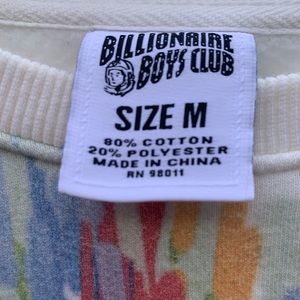 BILLIONAIRE
BOYS CLUB
SIZE M
80% COTTON
20% POLYESTER
MADE IN CHINA
RN 98011